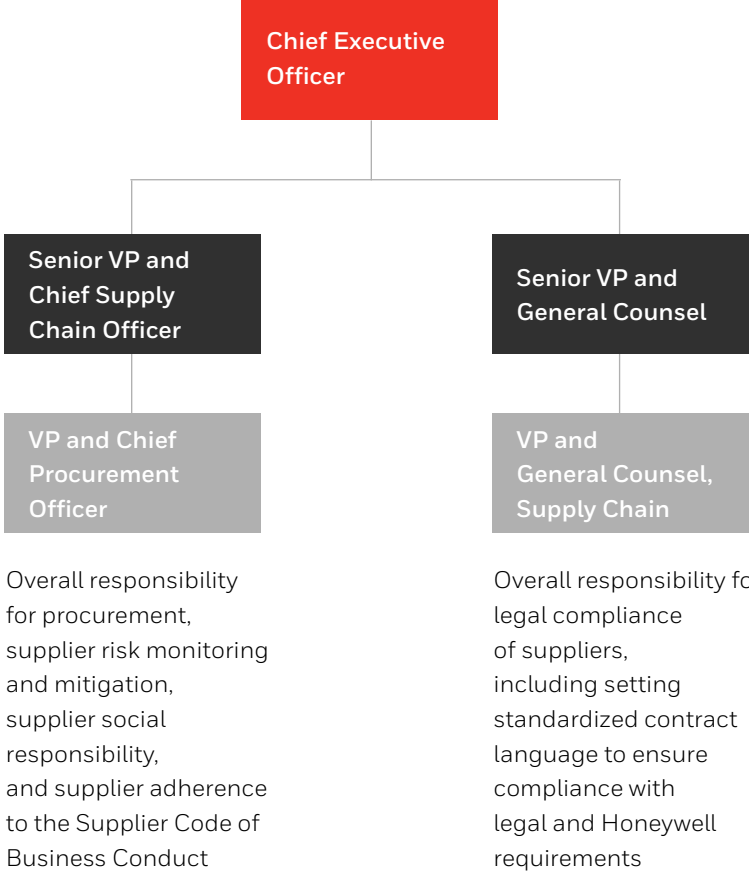 Chief Executive
Officer
Senior VP and
Chief Supply
Chain Officer
Senior VP and
General Counsel
VP and Chief
Procurement
Officer
VP and
General Counsel,
Supply Chain
Overall responsibility
for procurement,
supplier risk monitoring
and mitigation,
supplier social
responsibility,
and supplier adherence
to the Supplier Code of
Business Conduct
Overall responsibility
legal compliance
of suppliers,
including setting
standardized contract
language to ensure
compliance with
legal and Honeywell
requirements